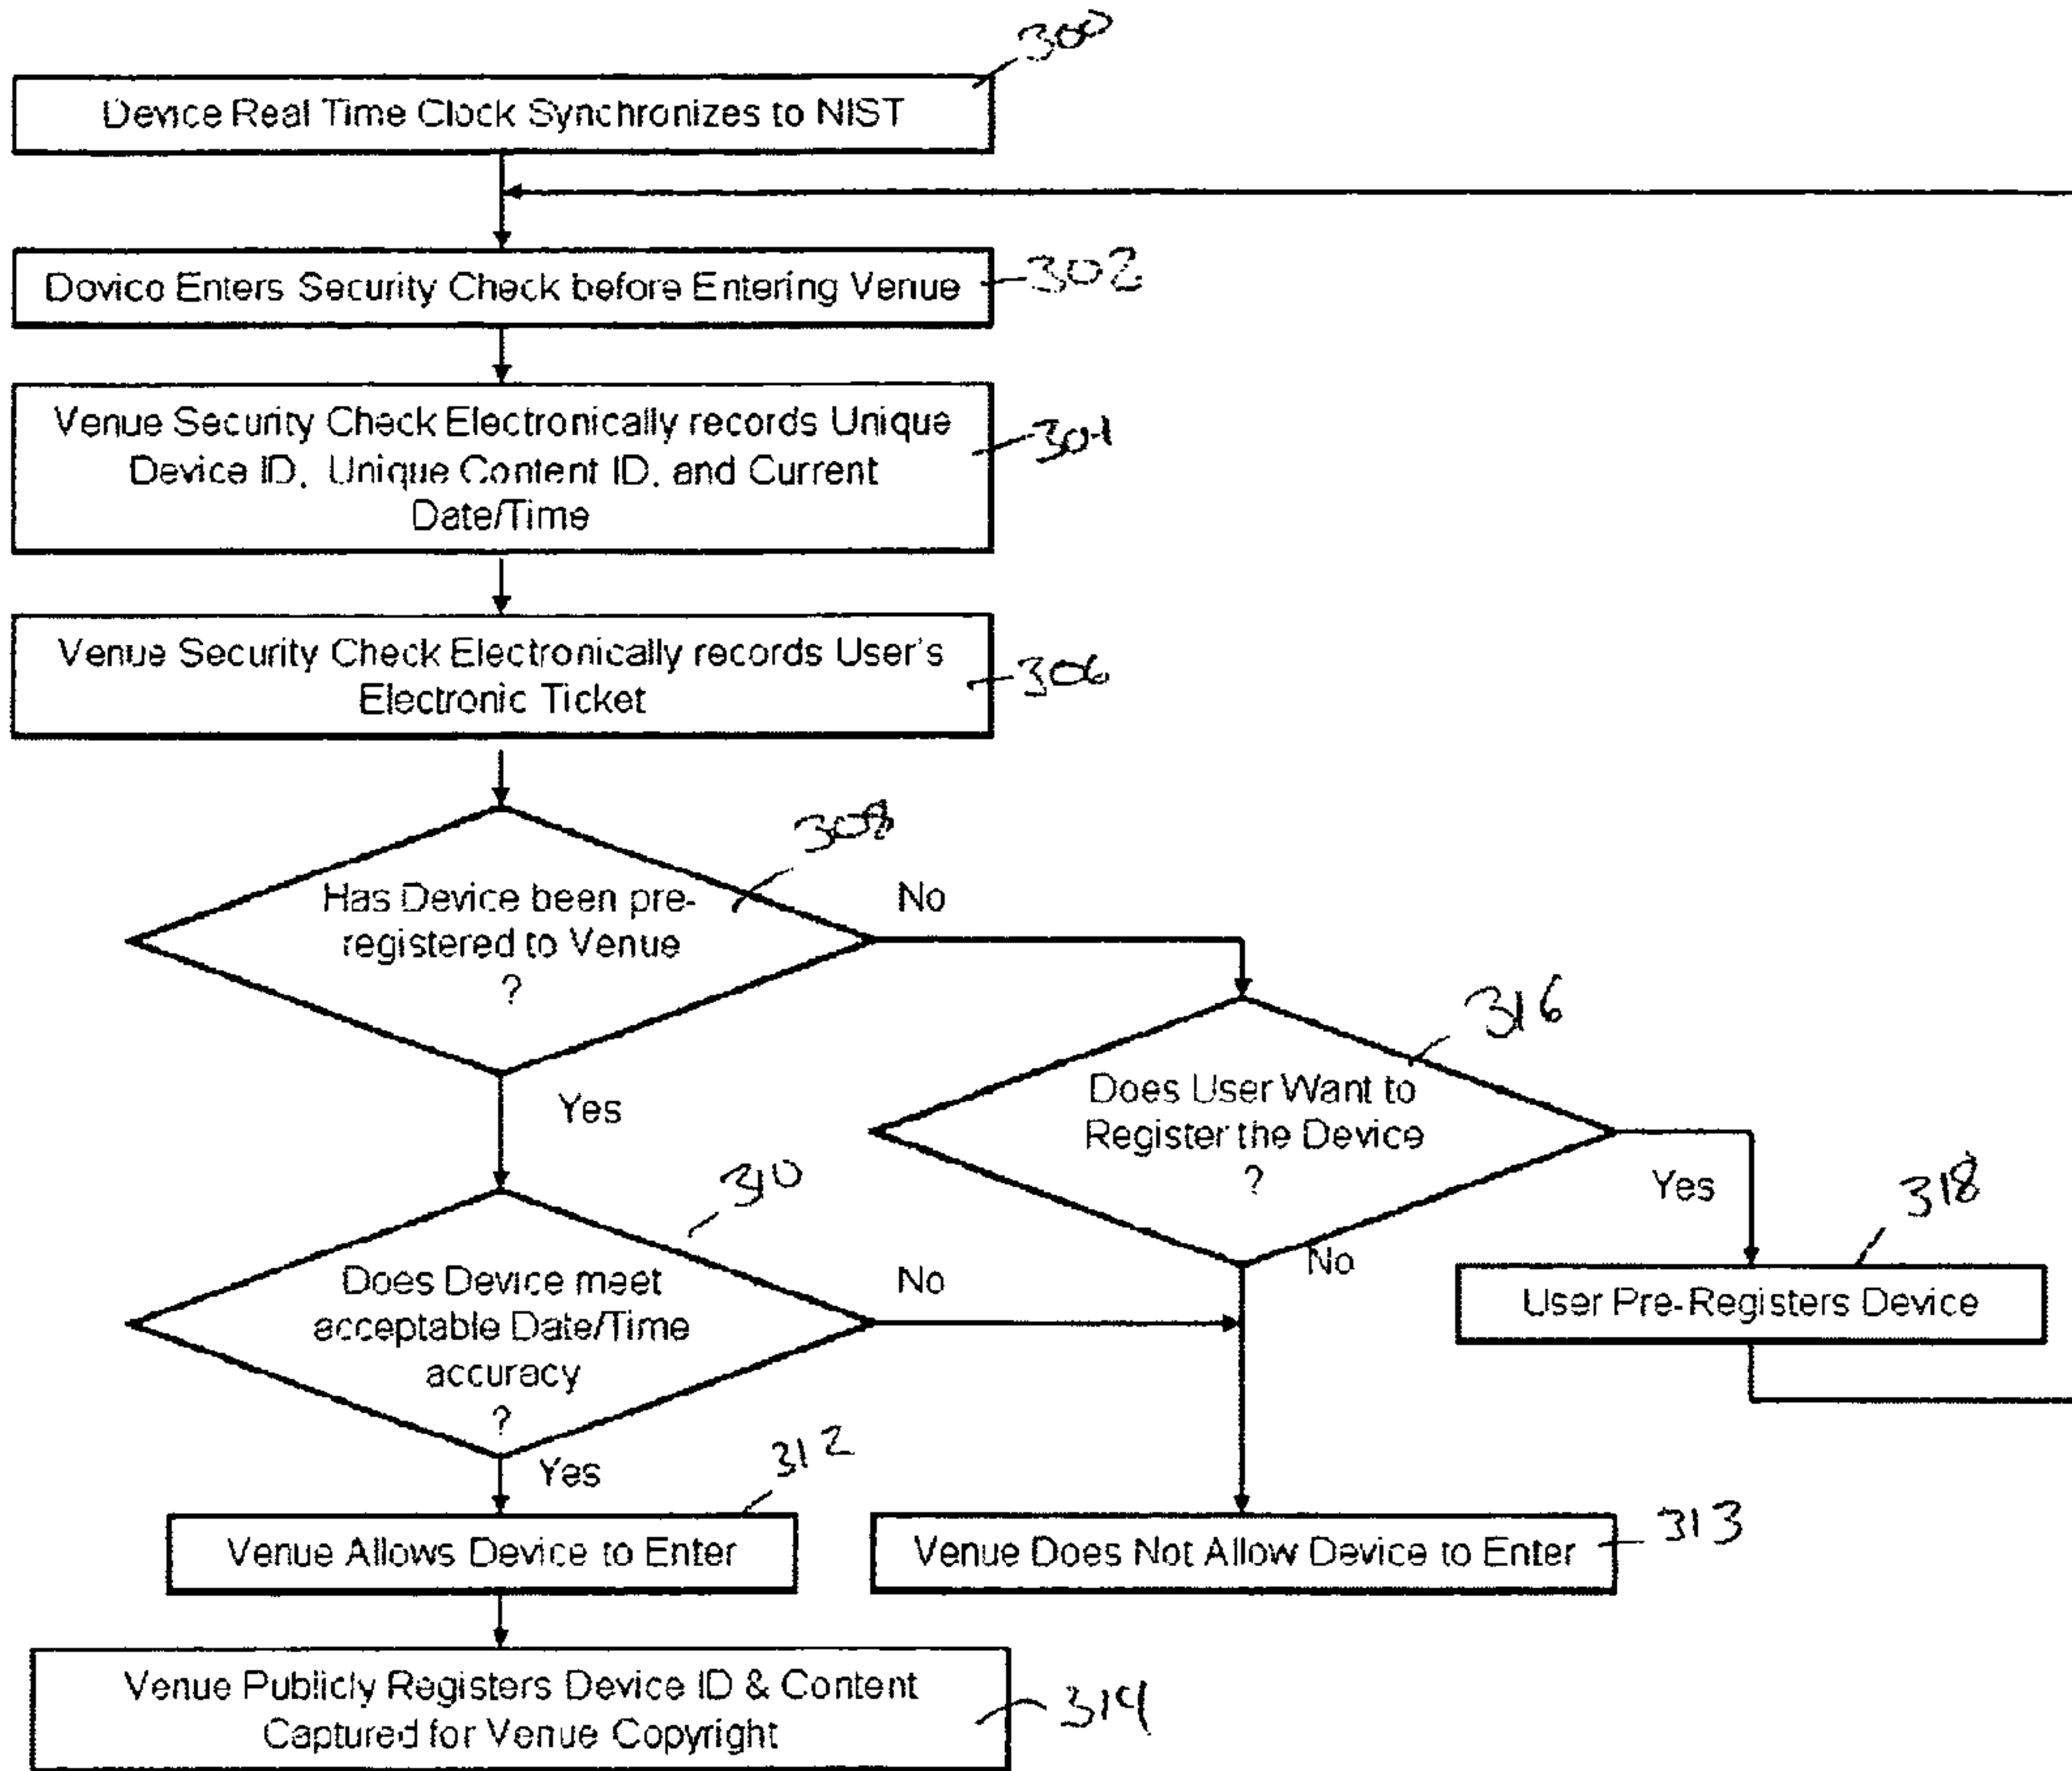 300
Device Real Time Clock Synchronizes to NIST
Dovico Enters Security Check before Entering Venue
302
Venue Security Check Electronically records Unique
Device ID, Unique Content ID, and Current
Date/Time
304
Venue Security Check Electronically records User's
Electronic Ticket
306
308
Has Device been pre-
registered to Venue
?
No
Yes
316
Does User Want to
Register the Device
?
Yes
No
318
User Pre-Registers Device
310
Does Device meet
acceptable Date/Time
accuracy
?
No
Yes
312
Venue Allows Device to Enter
Venue Does Not Allow Device to Enter
313
Venue Publicly Registers Device ID & Content
Captured for Venue Copyright
314